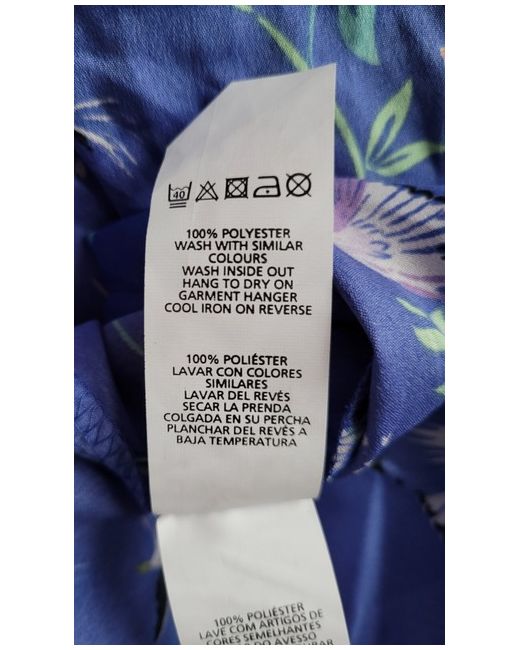 40
100% POLYESTER
WASH WITH SIMILAR
COLOURS
WASH INSIDE OUT
HANG TO DRY ON
GARMENT HANGER
COOL IRON ON REVERSE
100% POLIÉSTER
LAVAR CON COLORES
SIMILARES
LAVAR DEL REVÉS
SECAR LA PRENDA
COLGADA EN SU PERCHA
PLANCHAR DEL REVÉS A
BAJA TEMPERATURA
100% POLIÉSTER
LAVE COM ARTIGOS DE
CORES SEMELHANTES
DO AVESSO